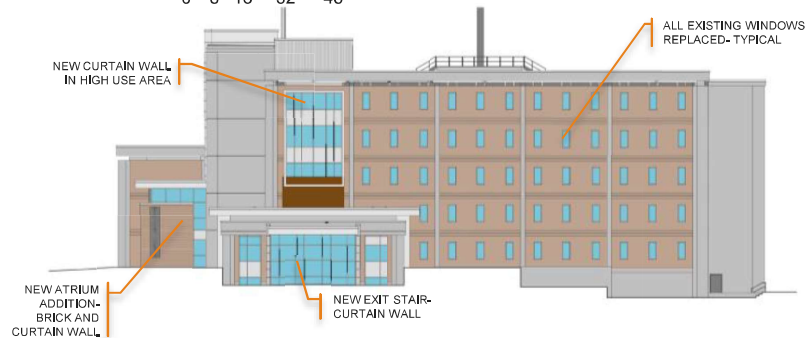 ALL EXISTING WINDOWS
REPLACED- TYPICAL
NEW CURTAIN WALL
IN HIGH USE AREA
NEW ATRIUM
ADDITION-
BRICK AND
CURTAIN WALL
NEW EXIT STAIR-
CURTAIN WALL